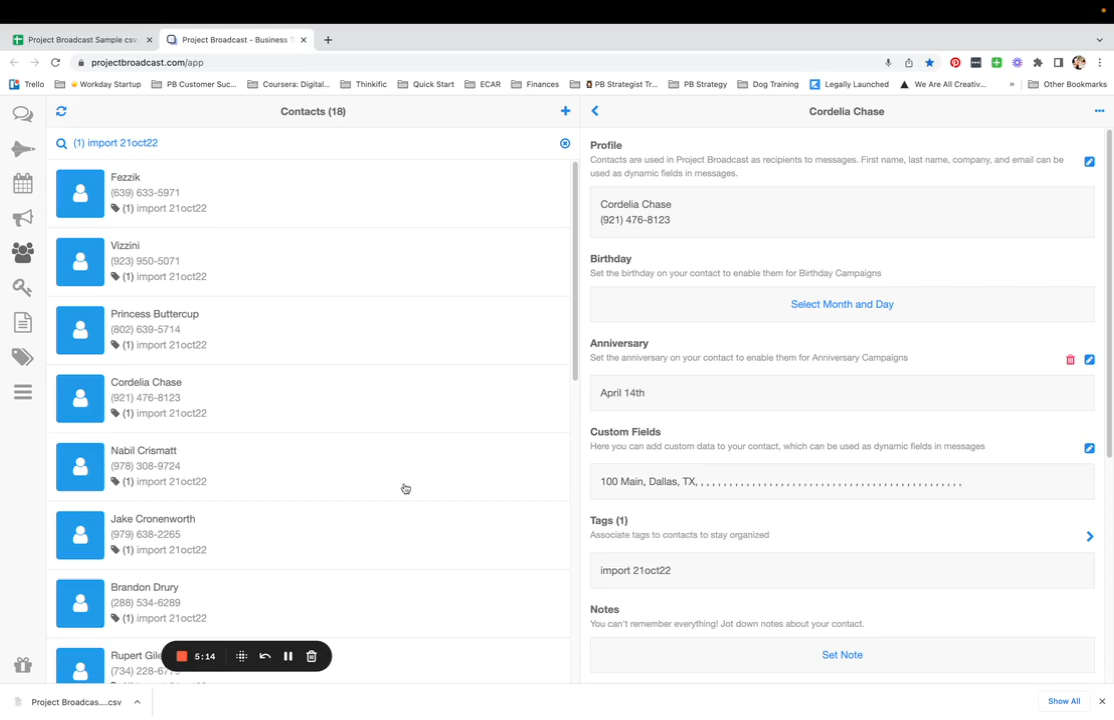 Project Broadcast Sample csv
Project Broadcast - Business T
projectbroadcast.com/app
Trello
Workday Startup
PB Customer Suc...
Coursera: Digital...
Thinkific
Quick Start
ECAR
Finances
PB Strategist Tr...
PB Strategy
Dog Training
Legally Launched
We Are All Creativ...
»
Other Bookmarks
Contacts (18)
(1) import 21oct22
Fezzik
(639) 633-5971
(1) import 21oct22
Vizzini
(923) 950-5071
(1) import 21oct22
Princess Buttercup
(802) 639-5714
(1) import 21oct22
Cordelia Chase
(921) 476-8123
(1) import 21oct22
Nabil Crismatt
(978) 308-9724
(1) import 21oct22
Jake Cronenworth
(979) 638-2265
(1) import 21oct22
Brandon Drury
(288) 534-6289
(1) import 21oct22
Rupert Gile
(734) 228-677
5:14
Cordelia Chase
Profile
Contacts are used in Project Broadcast as recipients to messages. First name, last name, company, and email can be
used as dynamic fields in messages.
Cordelia Chase
(921) 476-8123
Birthday
Set the birthday on your contact to enable them for Birthday Campaigns
Select Month and Day
Anniversary
Set the anniversary on your contact to enable them for Anniversary Campaigns
April 14th
Custom Fields
Here you can add custom data to your contact, which can be used as dynamic fields in messages
100 Main, Dallas, TX, , , , , , , , , , , , , , , , , , , , , , , , , , , , , , , , , , , , , , , , , , , , ,
Tags (1)
Associate tags to contacts to stay organized
import 21oct22
Notes
You can't remember everything! Jot down notes about your contact.
Set Note
Project Broadcas....csv
Show All